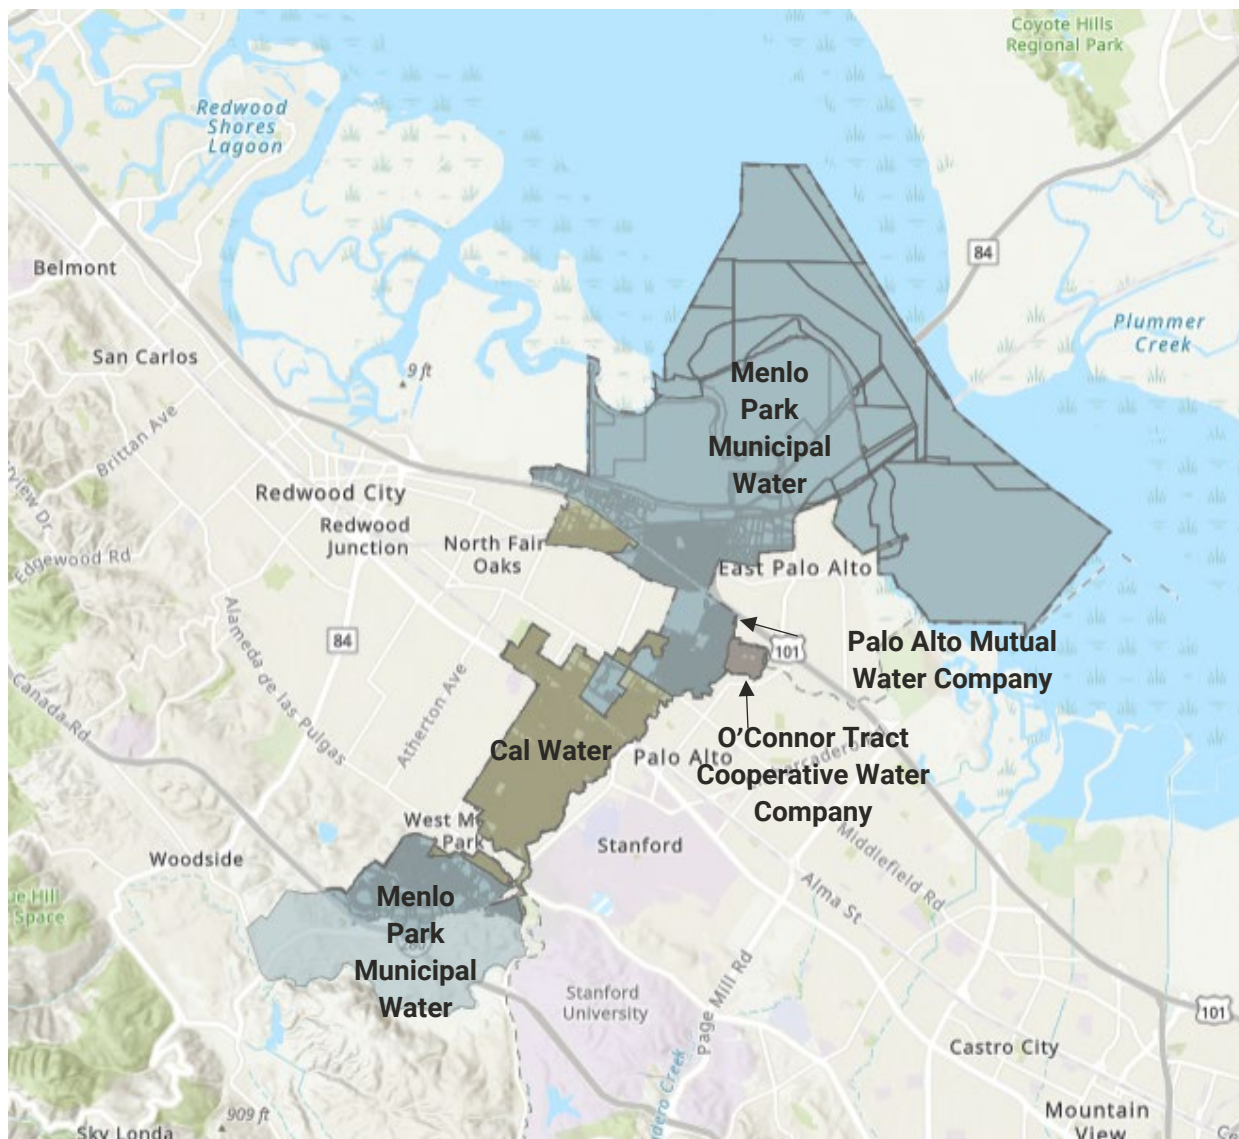 Coyote Hills
Regional Park
Redwood
Shores
Lagoon
84
Belmont
Plummer
Creek
San Carlos
9 ft
Menlo
Park
Municipal
Water
Brittan Ave
Redwood City
Redwood
Junction
North Fair
Oaks
Edgewood Rd
East Palo Alto
84
101
Palo Alto Mutual
Water Company
Alameda de las Pulgas
Atherton Ave
Canada Rd
Cal Water
Palo Alto
O'Connor Tract
Cooperative Water
Company
West Me
Park
Woodside
Stanford
Middlefield Rd
Alma St
Menlo
Park
Municipal
Water
280
Hill
Space
Stanford
University
Page Mill Rd
101
Castro City
909 ft
Sky Londa
Mountain
View